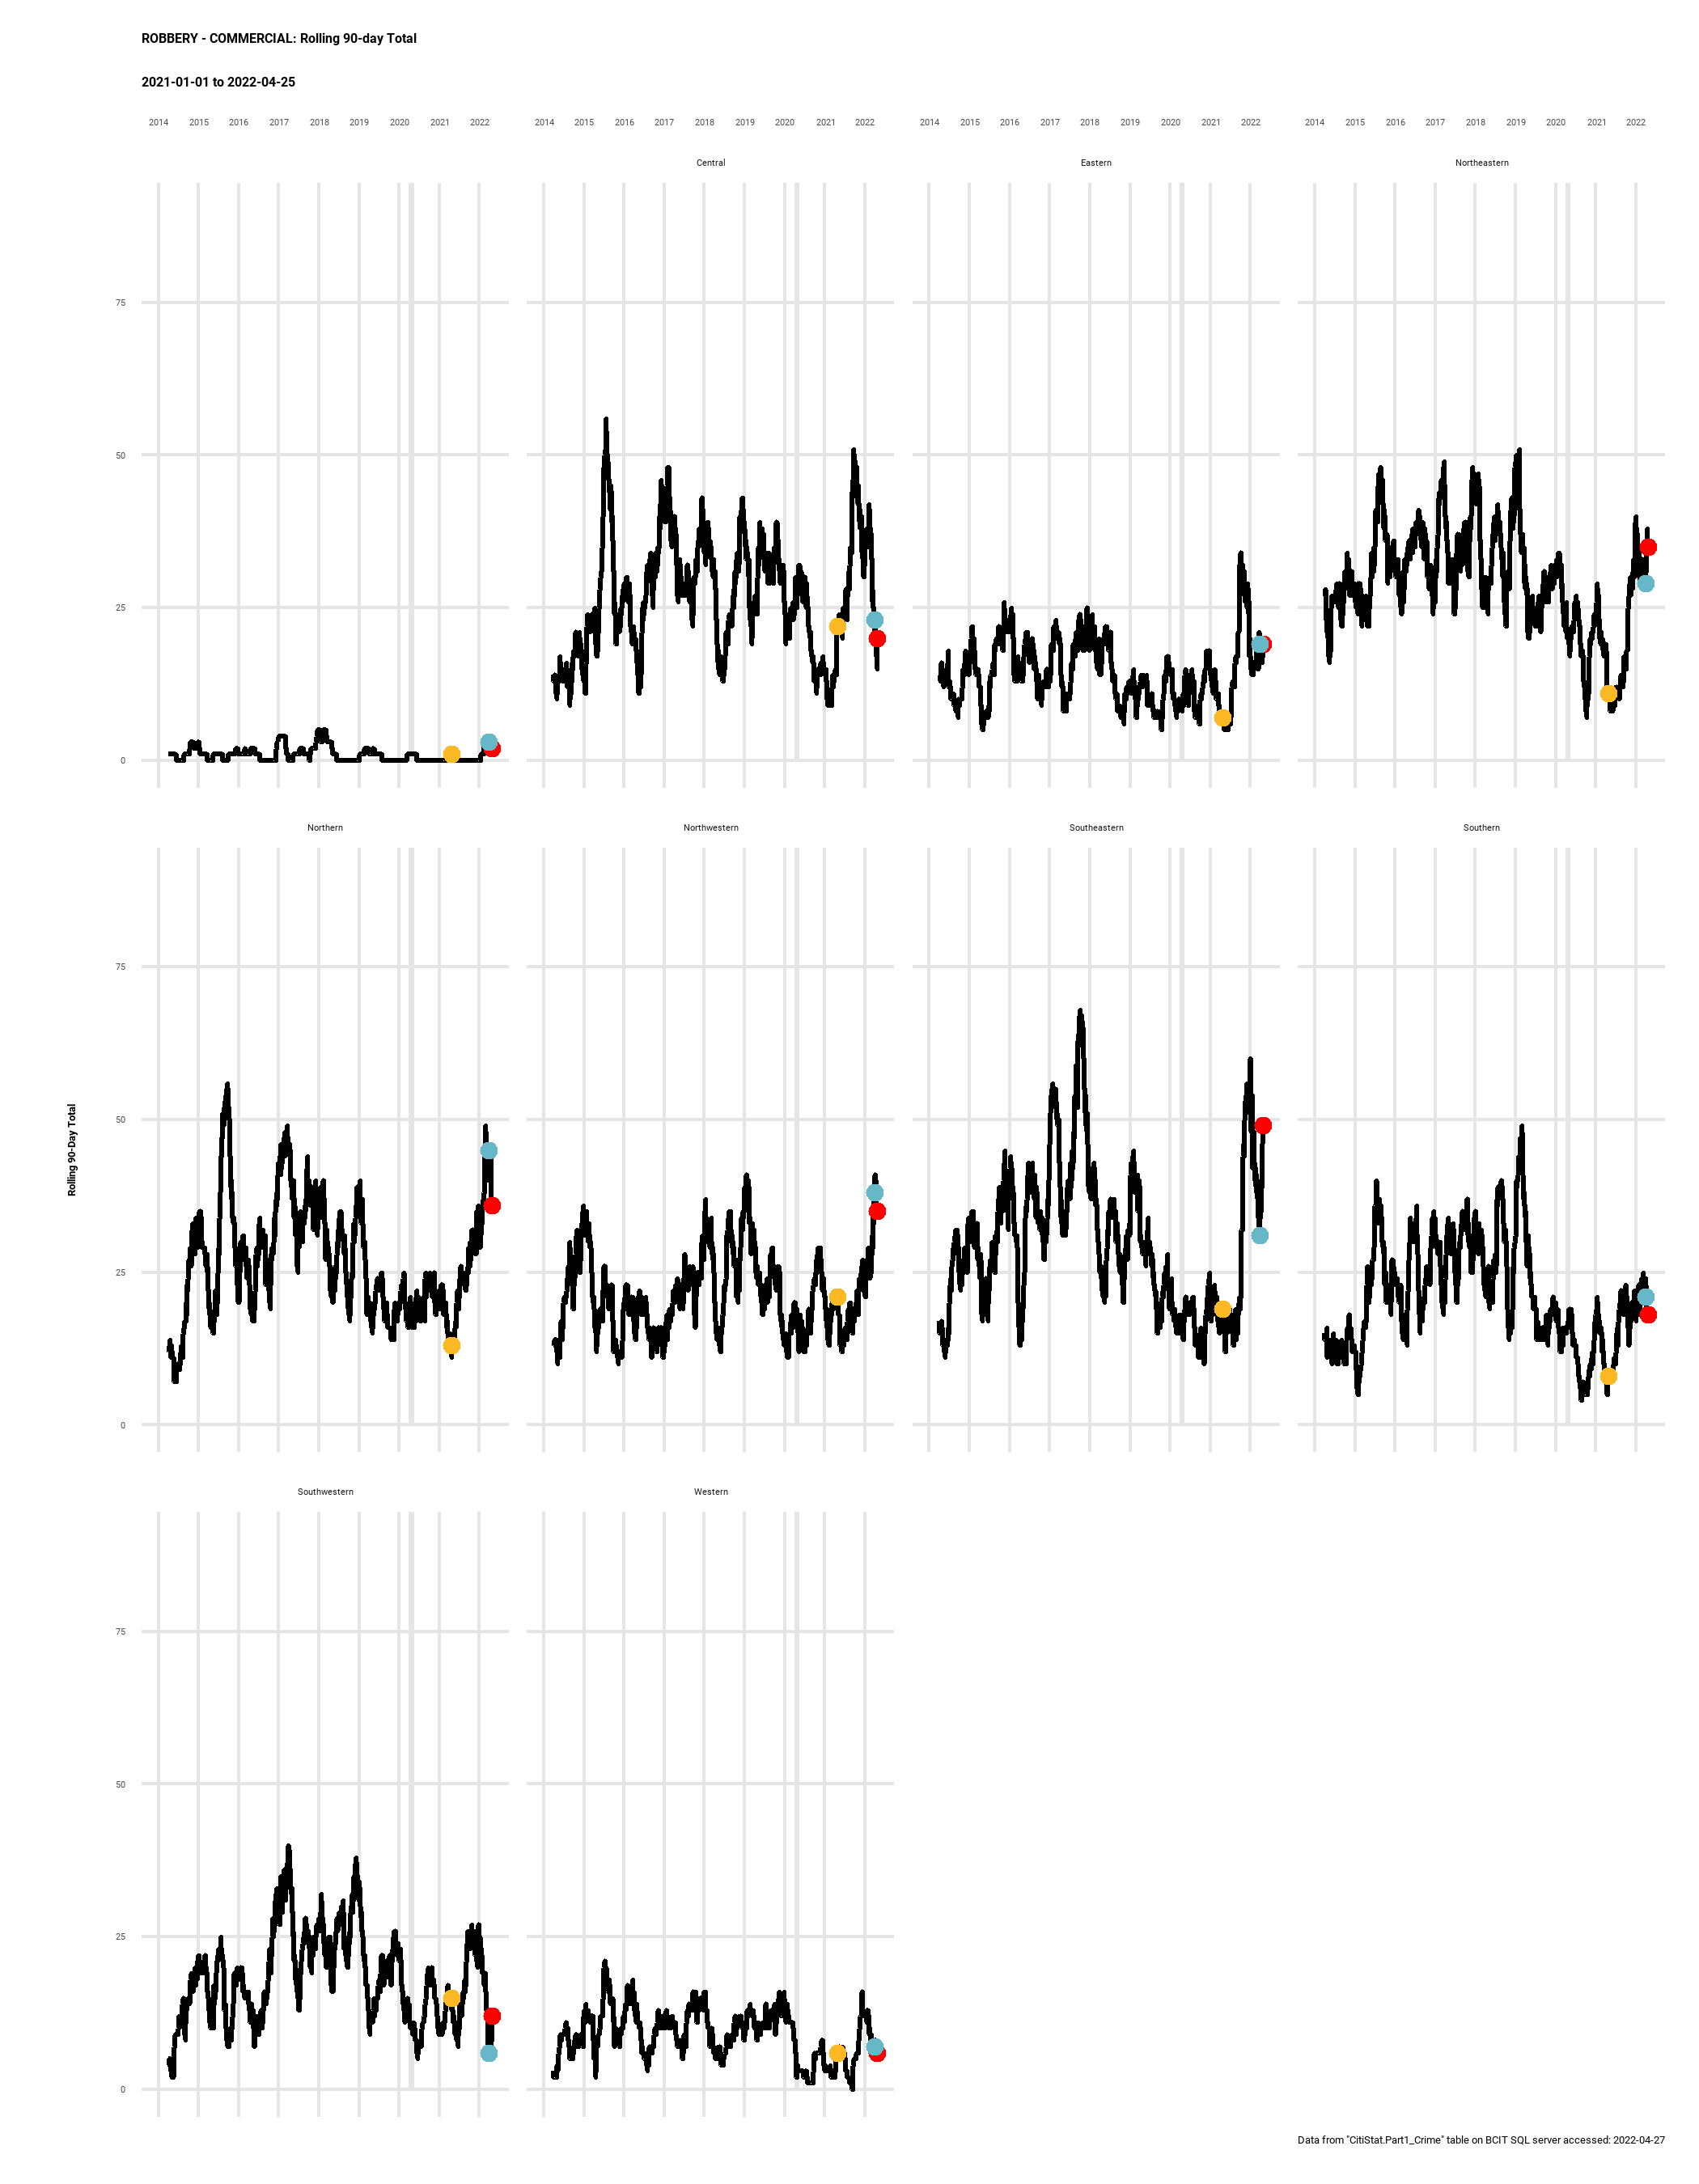 ROBBERY - COMMERCIAL: Rolling 90-day Total
2021-01-01 to 2022-04-25
2014 2015 2016 2017 2018 2019 2020 2021 2022 2014 2015 2016 2017 2018 2019 2020 2021 2022 2014 2015 2016 2017 2018 2019 2020 2021 2022 2014 2015 2016 2017 2018 2019 2020 2021 2022
Central Eastern Northeastern
75
50
25
0
Northern Northwestern Southeastern Southern
75
50
25
0
Rolling 90-Day Total
Southwestern Western
75
50
25
0
Data from "CitiStat.Part1_Crime" table on BCIT SQL server accessed: 2022-04-27